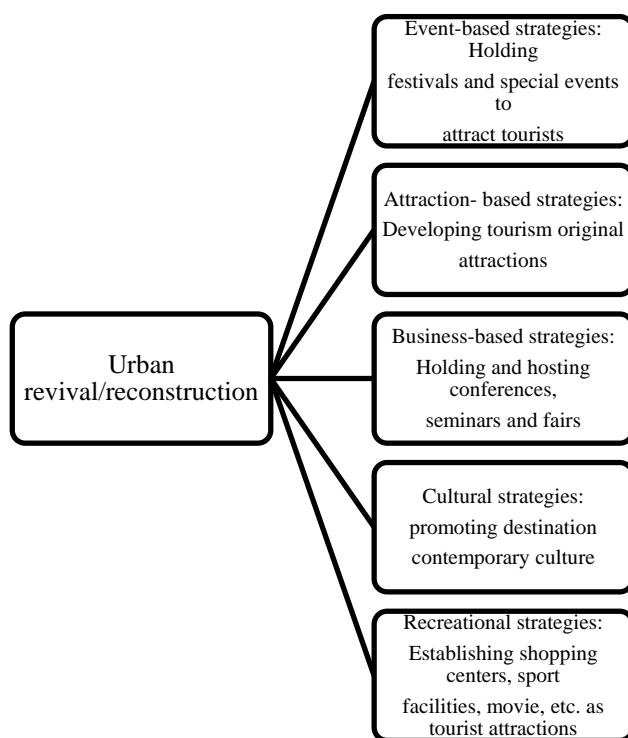 Event-based strategies:
Holding
festivals and special events
to
attract tourists
Attraction- based strategies:
Developing tourism original
attractions
Urban
revival/reconstruction
Business-based strategies:
Holding and hosting
conferences,
seminars and fairs
Cultural strategies:
promoting destination
contemporary culture
Recreational strategies:
Establishing shopping
centers, sport
facilities, movie, etc. as
tourist attractions